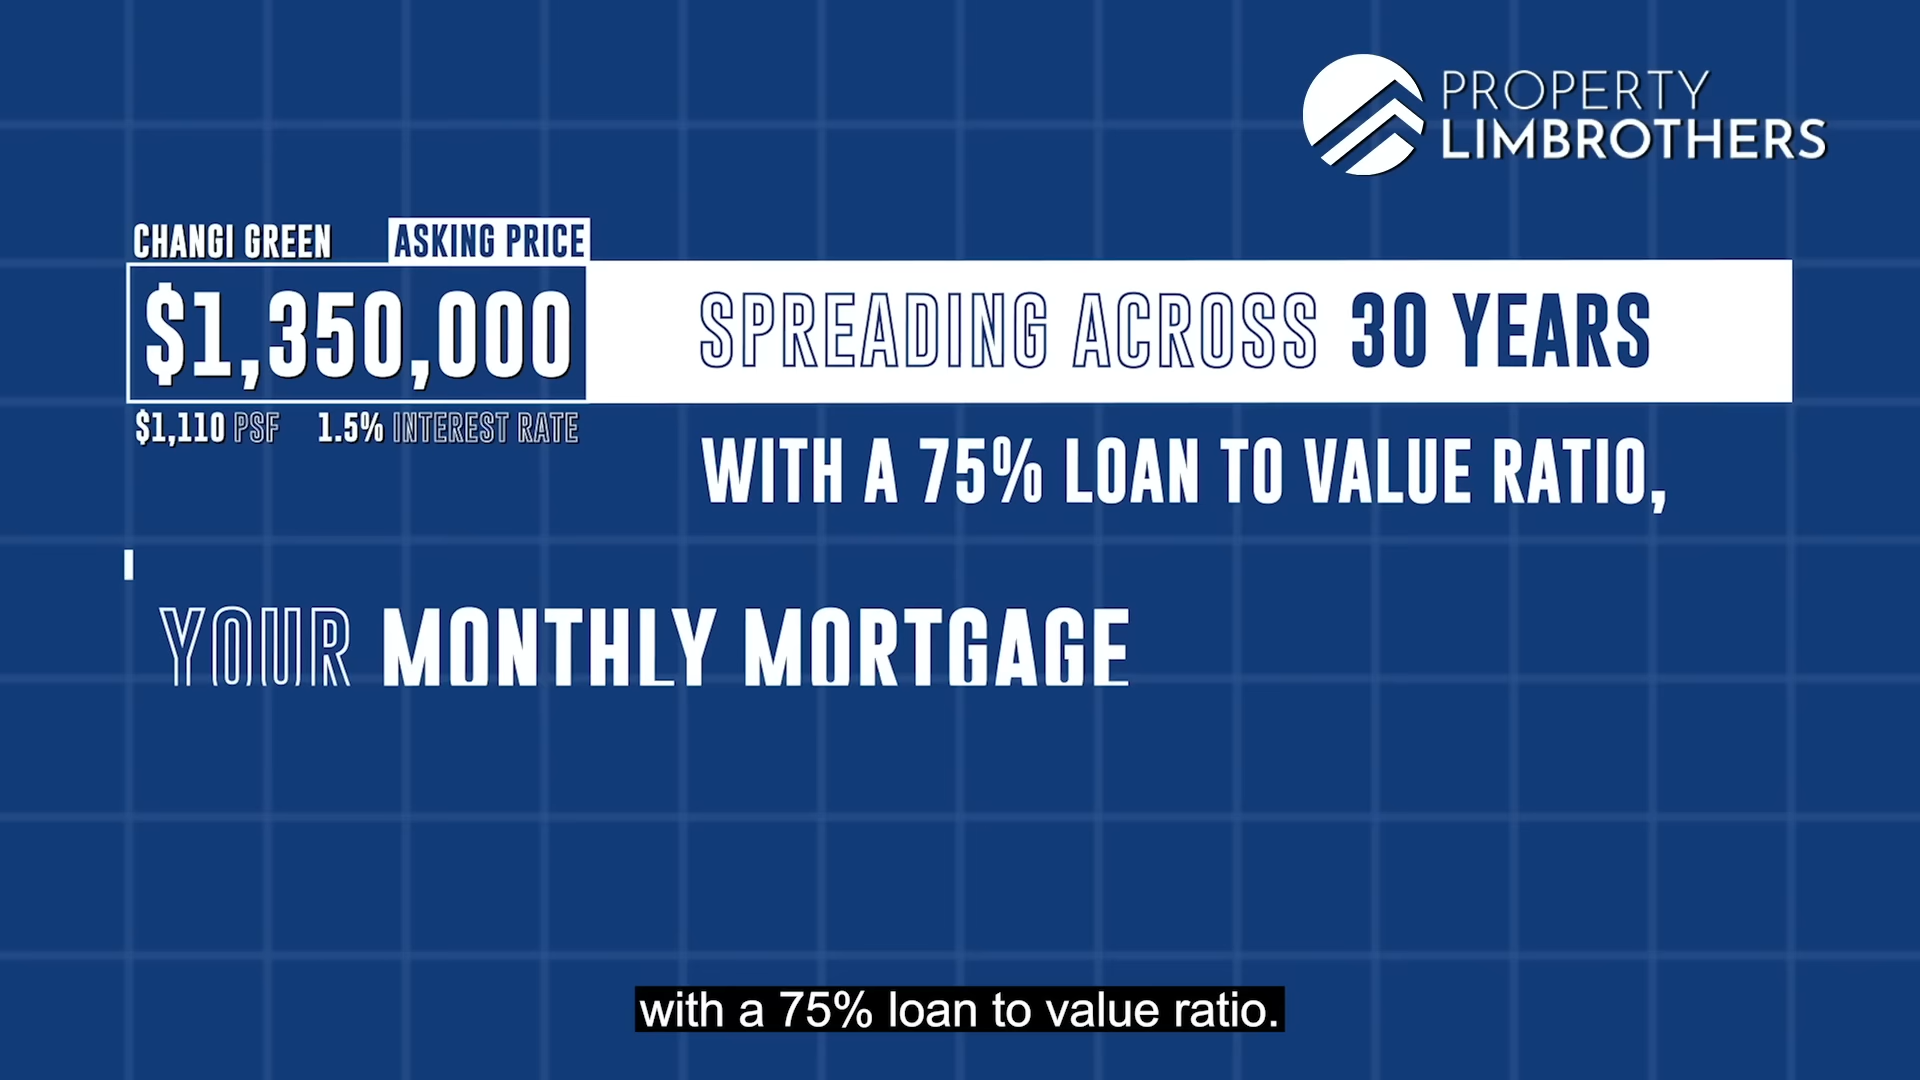 PROPERTY
LIMBROTHERS
CHANGI GREEN ASKING PRICE
$1,350,000 SPREADING ACROSS 30 YEARS
$1,110 PSF 1.5% INTEREST RATE
WITH A 75% LOAN TO VALUE RATIO,
YOUR MONTHLY MORTGAGE
with a 75% loan to value ratio.